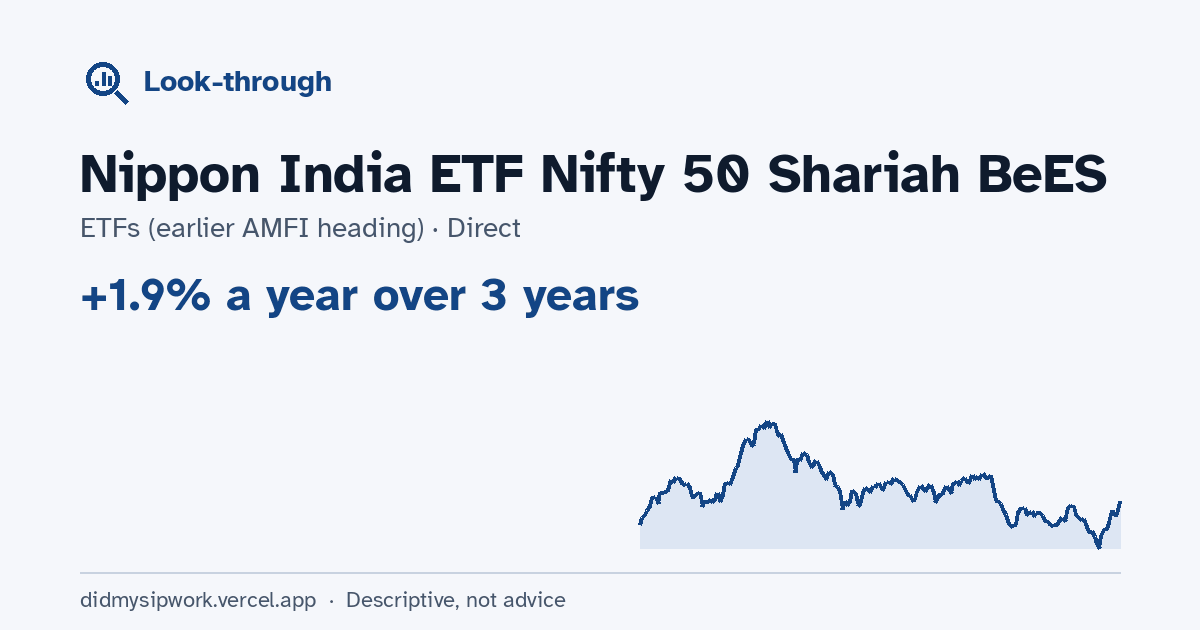 Look-through
Nippon India ETF Nifty 50 Shariah BeES
ETFs (earlier AMFI heading) · Direct
+1.9% a year over 3 years
didmysipwork.vercel.app · Descriptive, not advice